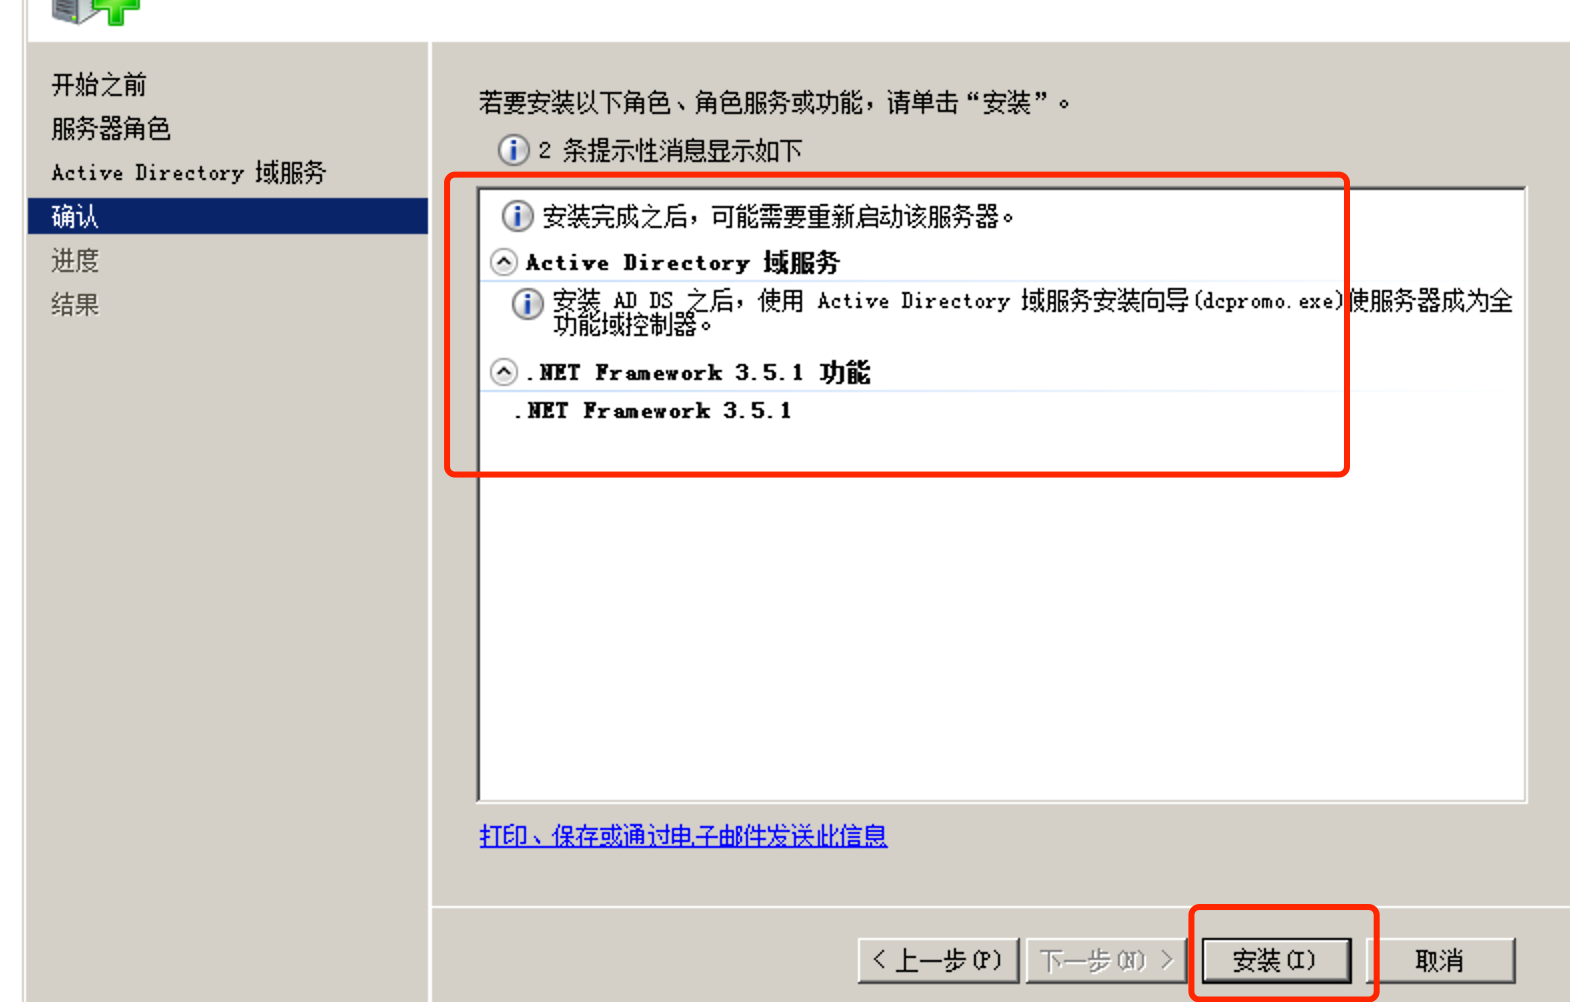 开始之前
服务器角色
Active Directory 域服务
确认
进度
结果
若要安装以下角色、角色服务或功能，请单击“安装”。
2 条提示性消息显示如下
安装完成之后，可能需要重新启动该服务器。
Active Directory 域服务
安装 AD DS 之后，使用 Active Directory 域服务安装向导(dcpromo.exe)使服务器成为全
功能域控制器。
.NET Framework 3.5.1 功能
.NET Framework 3.5.1
打印、保存或通过电子邮件发送此信息
< 上一步(P)
下一步(N) >
安装(I)
取消